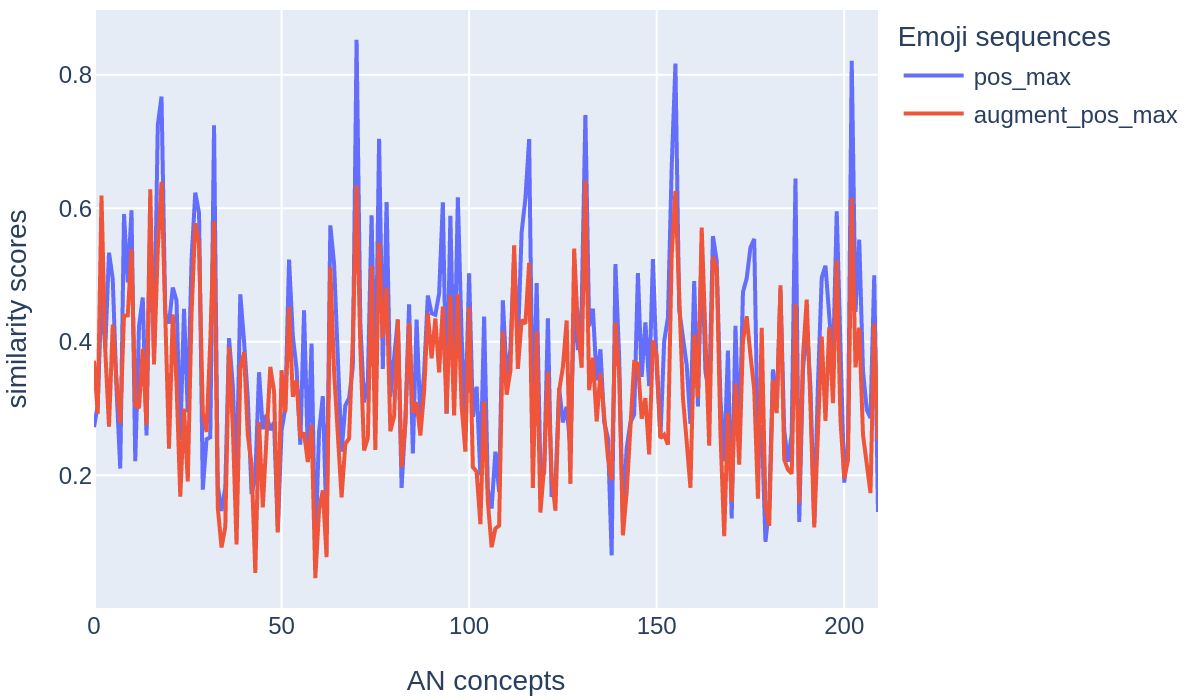 Emoji sequences
pos_max
augment_pos_max
similarity scores
0.8
0.6
0.4
0.2
0 50 100 150 200
AN concepts